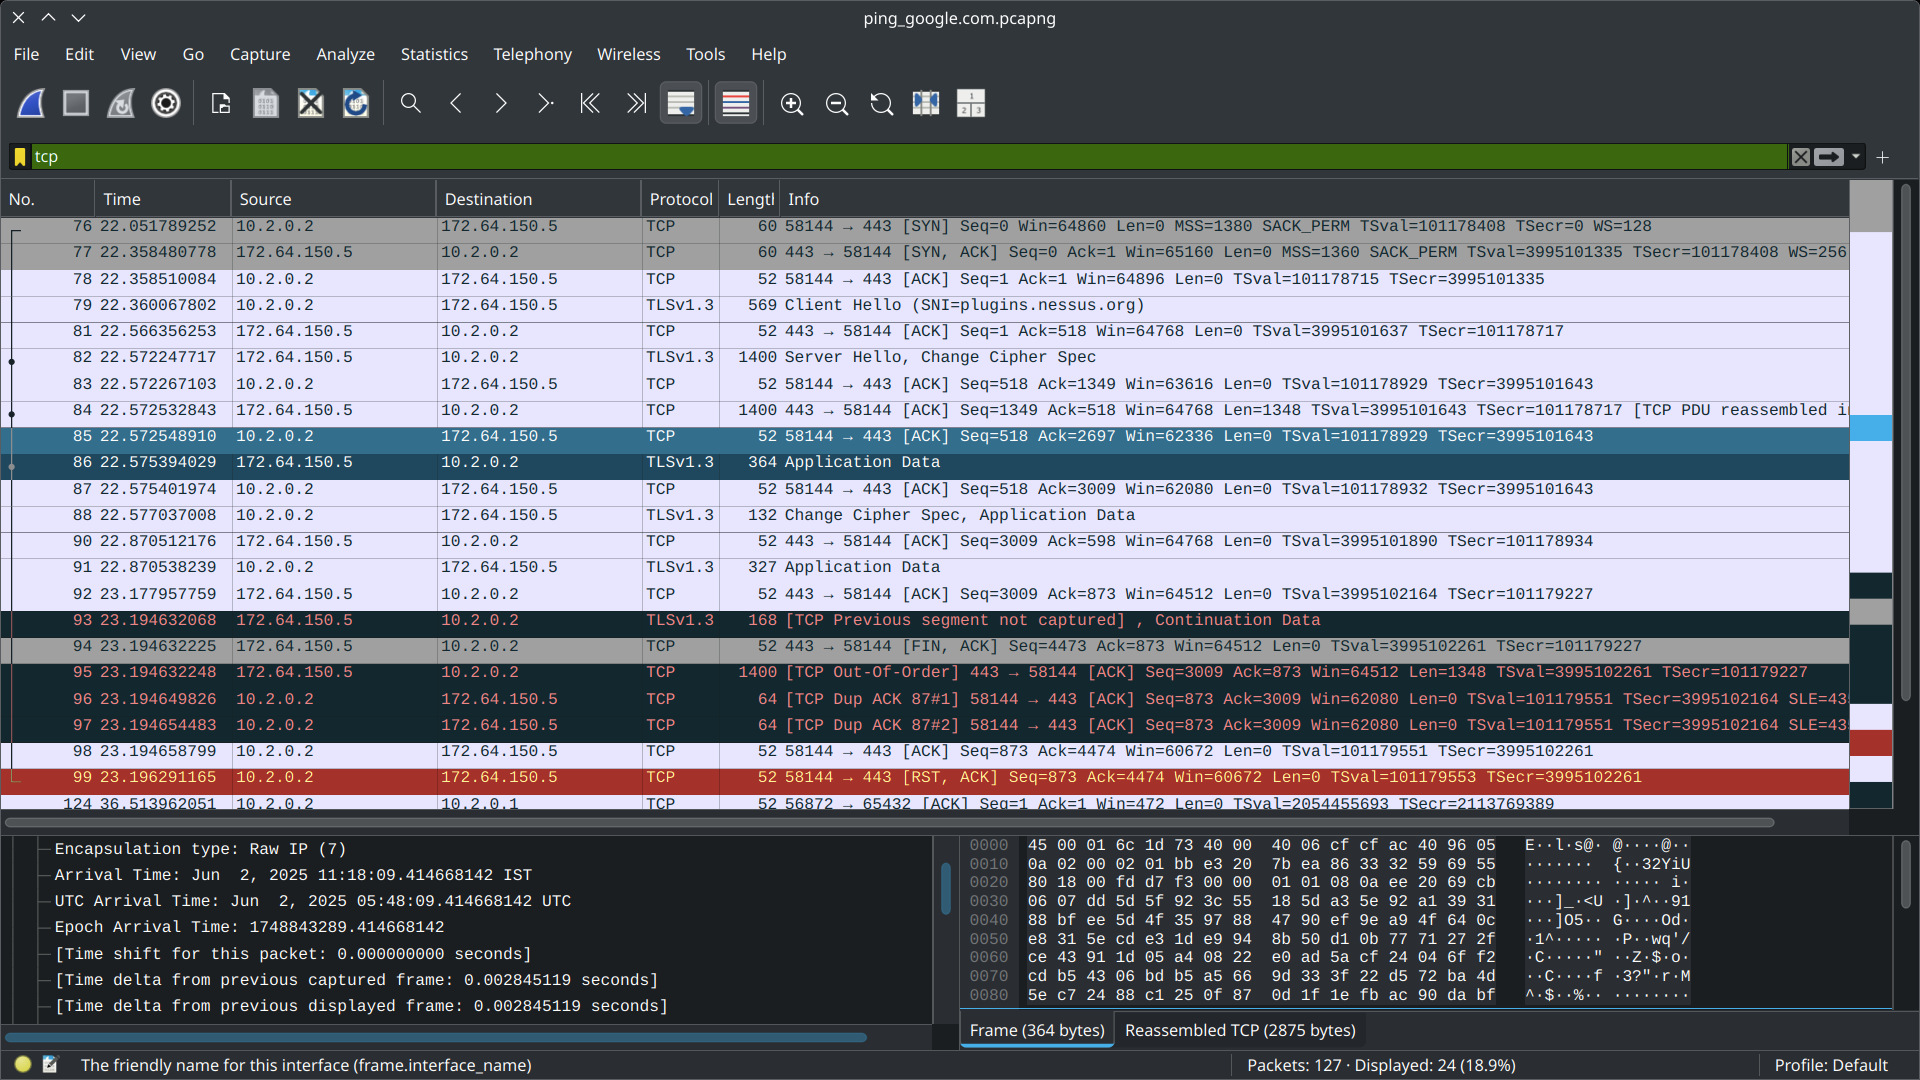 ping_google.com.pcapng
File Edit View Go Capture Analyze Statistics Telephony Wireless Tools Help
tcp
No. Time Source Destination Protocol Lengtl Info
76 22.051789252 10.2.0.2 172.64.150.5 TCP 60 58144 → 443 [SYN] Seq=0 Win=64860 Len=0 MSS=1380 SACK_PERM TSval=101178408 TSecr=0 WS=128
77 22.358480778 172.64.150.5 10.2.0.2 TCP 60 443 → 58144 [SYN, ACK] Seq=0 Ack=1 Win=65160 Len=0 MSS=1360 SACK_PERM TSval=3995101335 TSecr=101178408 WS=256
78 22.358510084 10.2.0.2 172.64.150.5 TCP 52 58144 → 443 [ACK] Seq=1 Ack=1 Win=64896 Len=0 TSval=101178715 TSecr=3995101335
79 22.360067802 10.2.0.2 172.64.150.5 TLSv1.3 569 Client Hello (SNI=plugins.nessus.org)
81 22.566356253 172.64.150.5 10.2.0.2 TCP 52 443 → 58144 [ACK] Seq=1 Ack=518 Win=64768 Len=0 TSval=3995101637 TSecr=101178717
82 22.572247717 172.64.150.5 10.2.0.2 TLSv1.3 1400 Server Hello, Change Cipher Spec
83 22.572267103 10.2.0.2 172.64.150.5 TCP 52 58144 → 443 [ACK] Seq=518 Ack=1349 Win=63616 Len=0 TSval=101178929 TSecr=3995101643
84 22.572532843 172.64.150.5 10.2.0.2 TCP 1400 443 → 58144 [ACK] Seq=1349 Ack=518 Win=64768 Len=1348 TSval=3995101643 TSecr=101178717 [TCP PDU reassembled i
85 22.572548910 10.2.0.2 172.64.150.5 TCP 52 58144 → 443 [ACK] Seq=518 Ack=2697 Win=62336 Len=0 TSval=101178929 TSecr=3995101643
86 22.575394029 172.64.150.5 10.2.0.2 TLSv1.3 364 Application Data
87 22.575401974 10.2.0.2 172.64.150.5 TCP 52 58144 → 443 [ACK] Seq=518 Ack=3009 Win=62080 Len=0 TSval=101178932 TSecr=3995101643
88 22.577037008 10.2.0.2 172.64.150.5 TLSv1.3 132 Change Cipher Spec, Application Data
90 22.870512176 172.64.150.5 10.2.0.2 TCP 52 443 → 58144 [ACK] Seq=3009 Ack=598 Win=64768 Len=0 TSval=3995101890 TSecr=101178934
91 22.870538239 10.2.0.2 172.64.150.5 TLSv1.3 327 Application Data
92 23.177957759 172.64.150.5 10.2.0.2 TCP 52 443 → 58144 [ACK] Seq=3009 Ack=873 Win=64512 Len=0 TSval=3995102164 TSecr=101179227
93 23.194632068 172.64.150.5 10.2.0.2 TLSv1.3 168 [TCP Previous segment not captured] , Continuation Data
94 23.194632225 172.64.150.5 10.2.0.2 TCP 52 443 → 58144 [FIN, ACK] Seq=4473 Ack=873 Win=64512 Len=0 TSval=3995102261 TSecr=101179227
95 23.194632248 172.64.150.5 10.2.0.2 TCP 1400 [TCP Out-Of-Order] 443 → 58144 [ACK] Seq=3009 Ack=873 Win=64512 Len=1348 TSval=3995102261 TSecr=101179227
96 23.194649826 10.2.0.2 172.64.150.5 TCP 64 [TCP Dup ACK 87#1] 58144 → 443 [ACK] Seq=873 Ack=3009 Win=62080 Len=0 TSval=101179551 TSecr=3995102164 SLE=435
97 23.194654483 10.2.0.2 172.64.150.5 TCP 64 [TCP Dup ACK 87#2] 58144 → 443 [ACK] Seq=873 Ack=3009 Win=62080 Len=0 TSval=101179551 TSecr=3995102164 SLE=435
98 23.194658799 10.2.0.2 172.64.150.5 TCP 52 58144 → 443 [ACK] Seq=873 Ack=4474 Win=60672 Len=0 TSval=101179551 TSecr=3995102261
99 23.196291165 10.2.0.2 172.64.150.5 TCP 52 58144 → 443 [RST, ACK] Seq=873 Ack=4474 Win=60672 Len=0 TSval=101179553 TSecr=3995102261
124 36.513962051 10.2.0.2 10.2.0.1 TCP 52 56872 → 65432 [ACK] Seq=1 Ack=1 Win=472 Len=0 TSval=2054455693 TSecr=2113769389
Encapsulation type: Raw IP (7)
Arrival Time: Jun  2, 2025 11:18:09.414668142 IST
UTC Arrival Time: Jun  2, 2025 05:48:09.414668142 UTC
Epoch Arrival Time: 1748843289.414668142
[Time shift for this packet: 0.000000000 seconds]
[Time delta from previous captured frame: 0.002845119 seconds]
[Time delta from previous displayed frame: 0.002845119 seconds]
0000 45 00 01 6c 1d 73 40 00 40 06 cf cf ac 40 96 05 E··l·s@· @····@··
0010 0a 02 00 02 01 bb e3 20 7b ea 86 33 32 59 69 55 ·······  {··32YiU
0020 80 18 00 fd d7 f3 00 00 01 01 08 0a ee 20 69 cb ········ ····· i·
0030 06 07 dd 5d 5f 92 3c 55 18 5d a3 5e 92 a1 39 31 ···]_·<U ·]·^··91
0040 88 bf ee 5d 4f 35 97 88 47 90 ef 9e a9 4f 64 0c ···]O5·· G····Od·
0050 e8 31 5e cd e3 1d e9 94 8b 50 d1 0b 77 71 27 2f ·1^····· ·P··wq'/
0060 ce 43 91 1d 05 a4 08 22 e0 ad 5a cf 24 04 6f f2 ·C·····" ··Z·$·o·
0070 cd b5 43 06 bd b5 a5 66 9d 33 3f 22 d5 72 ba 4d ··C····f ·3?"·r·M
0080 5e c7 24 88 c1 25 0f 87 0d 1f 1e fb ac 90 da bf ^·$··%·· ········
Frame (364 bytes) Reassembled TCP (2875 bytes)
The friendly name for this interface (frame.interface_name) Packets: 127 · Displayed: 24 (18.9%) Profile: Default